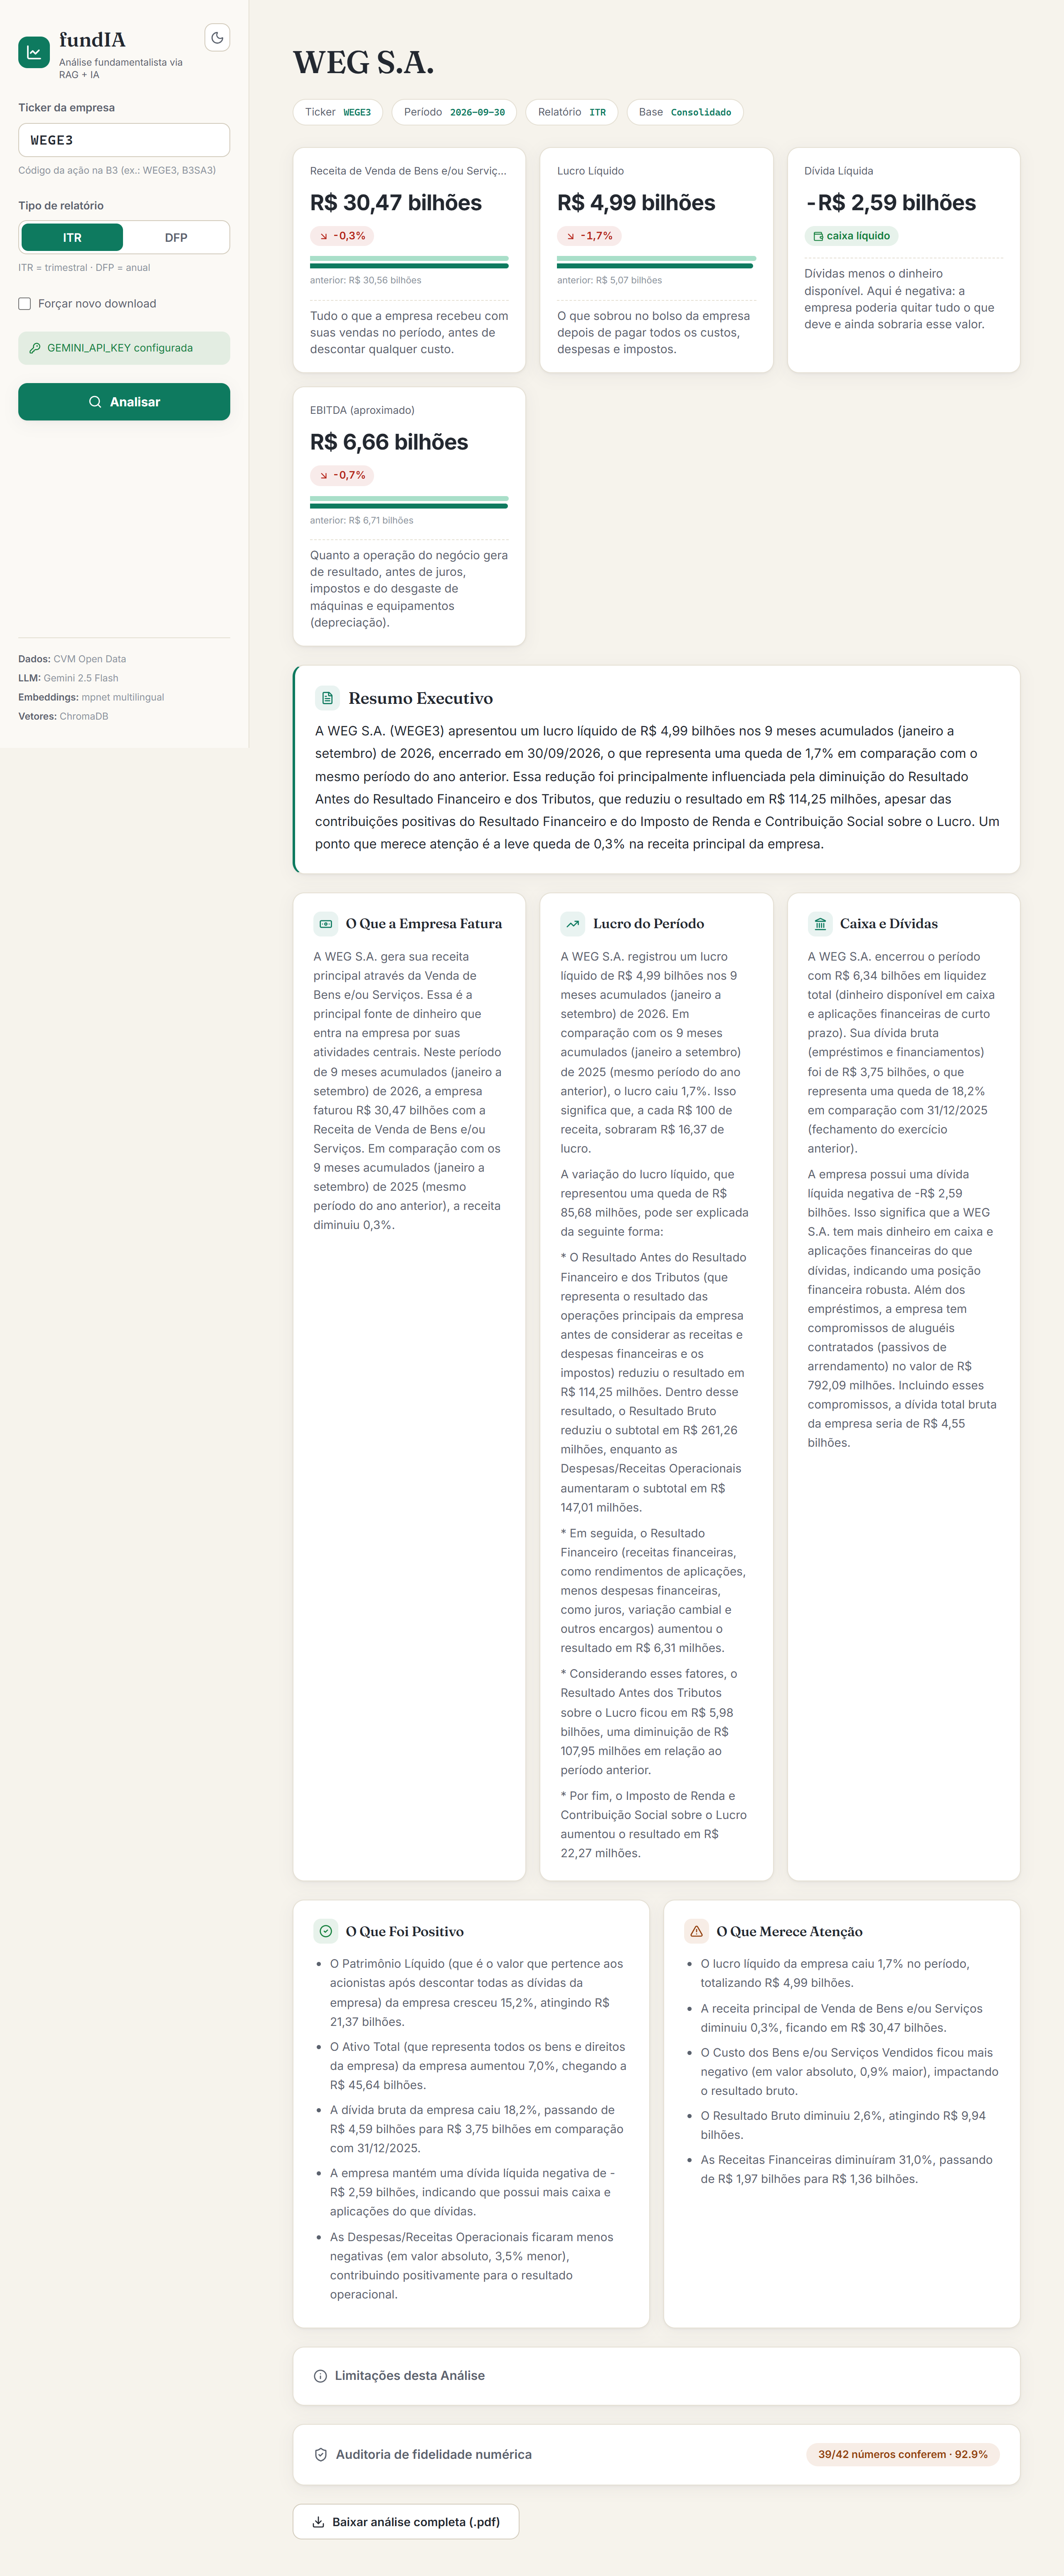 fundIA
Análise fundamentalista via
RAG + IA
Ticker da empresa
WEGE3
Código da ação na B3 (ex.: WEGE3, B3SA3)
Tipo de relatório
ITR
DFP
ITR = trimestral · DFP = anual
Forçar novo download
GEMINI_API_KEY configurada
Analisar
Dados: CVM Open Data
LLM: Gemini 2.5 Flash
Embeddings: mpnet multilingual
Vetores: ChromaDB
WEG S.A.
Ticker WEGE3
Período 2026-09-30
Relatório ITR
Base Consolidado
Receita de Venda de Bens e/ou Serviç...
R$ 30,47 bilhões
-0,3%
anterior: R$ 30,56 bilhões
Tudo o que a empresa recebeu com
suas vendas no período, antes de
descontar qualquer custo.
Lucro Líquido
R$ 4,99 bilhões
-1,7%
anterior: R$ 5,07 bilhões
O que sobrou no bolso da empresa
depois de pagar todos os custos,
despesas e impostos.
Dívida Líquida
-R$ 2,59 bilhões
caixa líquido
Dívidas menos o dinheiro
disponível. Aqui é negativa: a
empresa poderia quitar tudo o que
deve e ainda sobraria esse valor.
EBITDA (aproximado)
R$ 6,66 bilhões
-0,7%
anterior: R$ 6,71 bilhões
Quanto a operação do negócio gera
de resultado, antes de juros,
impostos e do desgaste de
máquinas e equipamentos
(depreciação).
Resumo Executivo
A WEG S.A. (WEGE3) apresentou um lucro líquido de R$ 4,99 bilhões nos 9 meses acumulados (janeiro a
setembro) de 2026, encerrado em 30/09/2026, o que representa uma queda de 1,7% em comparação com o
mesmo período do ano anterior. Essa redução foi principalmente influenciada pela diminuição do Resultado
Antes do Resultado Financeiro e dos Tributos, que reduziu o resultado em R$ 114,25 milhões, apesar das
contribuições positivas do Resultado Financeiro e do Imposto de Renda e Contribuição Social sobre o Lucro. Um
ponto que merece atenção é a leve queda de 0,3% na receita principal da empresa.
O Que a Empresa Fatura
A WEG S.A. gera sua receita
principal através da Venda de
Bens e/ou Serviços. Essa é a
principal fonte de dinheiro que
entra na empresa por suas
atividades centrais. Neste período
de 9 meses acumulados (janeiro a
setembro) de 2026, a empresa
faturou R$ 30,47 bilhões com a
Receita de Venda de Bens e/ou
Serviços. Em comparação com os
9 meses acumulados (janeiro a
setembro) de 2025 (mesmo
período do ano anterior), a receita
diminuiu 0,3%.
Lucro do Período
A WEG S.A. registrou um lucro
líquido de R$ 4,99 bilhões nos 9
meses acumulados (janeiro a
setembro) de 2026. Em
comparação com os 9 meses
acumulados (janeiro a setembro)
de 2025 (mesmo período do ano
anterior), o lucro caiu 1,7%. Isso
significa que, a cada R$ 100 de
receita, sobraram R$ 16,37 de
lucro.
A variação do lucro líquido, que
representou uma queda de R$
85,68 milhões, pode ser explicada
da seguinte forma:
* O Resultado Antes do Resultado
Financeiro e dos Tributos (que
representa o resultado das
operações principais da empresa
antes de considerar as receitas e
despesas financeiras e os
impostos) reduziu o resultado em
R$ 114,25 milhões. Dentro desse
resultado, o Resultado Bruto
reduziu o subtotal em R$ 261,26
milhões, enquanto as
Despesas/Receitas Operacionais
aumentaram o subtotal em R$
147,01 milhões.
* Em seguida, o Resultado
Financeiro (receitas financeiras,
como rendimentos de aplicações,
menos despesas financeiras,
como juros, variação cambial e
outros encargos) aumentou o
resultado em R$ 6,31 milhões.
* Considerando esses fatores, o
Resultado Antes dos Tributos
sobre o Lucro ficou em R$ 5,98
bilhões, uma diminuição de R$
107,95 milhões em relação ao
período anterior.
* Por fim, o Imposto de Renda e
Contribuição Social sobre o Lucro
aumentou o resultado em R$
22,27 milhões.
Caixa e Dívidas
A WEG S.A. encerrou o período
com R$ 6,34 bilhões em liquidez
total (dinheiro disponível em caixa
e aplicações financeiras de curto
prazo). Sua dívida bruta
(empréstimos e financiamentos)
foi de R$ 3,75 bilhões, o que
representa uma queda de 18,2%
em comparação com 31/12/2025
(fechamento do exercício
anterior).
A empresa possui uma dívida
líquida negativa de -R$ 2,59
bilhões. Isso significa que a WEG
S.A. tem mais dinheiro em caixa e
aplicações financeiras do que
dívidas, indicando uma posição
financeira robusta. Além dos
empréstimos, a empresa tem
compromissos de aluguéis
contratados (passivos de
arrendamento) no valor de R$
792,09 milhões. Incluindo esses
compromissos, a dívida total bruta
da empresa seria de R$ 4,55
bilhões.
O Que Foi Positivo
• O Patrimônio Líquido (que é o valor que pertence aos
acionistas após descontar todas as dívidas da
empresa) da empresa cresceu 15,2%, atingindo R$
21,37 bilhões.
• O Ativo Total (que representa todos os bens e direitos
da empresa) da empresa aumentou 7,0%, chegando a
R$ 45,64 bilhões.
• A dívida bruta da empresa caiu 18,2%, passando de
R$ 4,59 bilhões para R$ 3,75 bilhões em comparação
com 31/12/2025.
• A empresa mantém uma dívida líquida negativa de -
R$ 2,59 bilhões, indicando que possui mais caixa e
aplicações do que dívidas.
• As Despesas/Receitas Operacionais ficaram menos
negativas (em valor absoluto, 3,5% menor),
contribuindo positivamente para o resultado
operacional.
O Que Merece Atenção
• O lucro líquido da empresa caiu 1,7% no período,
totalizando R$ 4,99 bilhões.
• A receita principal de Venda de Bens e/ou Serviços
diminuiu 0,3%, ficando em R$ 30,47 bilhões.
• O Custo dos Bens e/ou Serviços Vendidos ficou mais
negativo (em valor absoluto, 0,9% maior), impactando
o resultado bruto.
• O Resultado Bruto diminuiu 2,6%, atingindo R$ 9,94
bilhões.
• As Receitas Financeiras diminuíram 31,0%, passando
de R$ 1,97 bilhões para R$ 1,36 bilhões.
Limitações desta Análise
Auditoria de fidelidade numérica
39/42 números conferem · 92.9%
Baixar análise completa (.pdf)